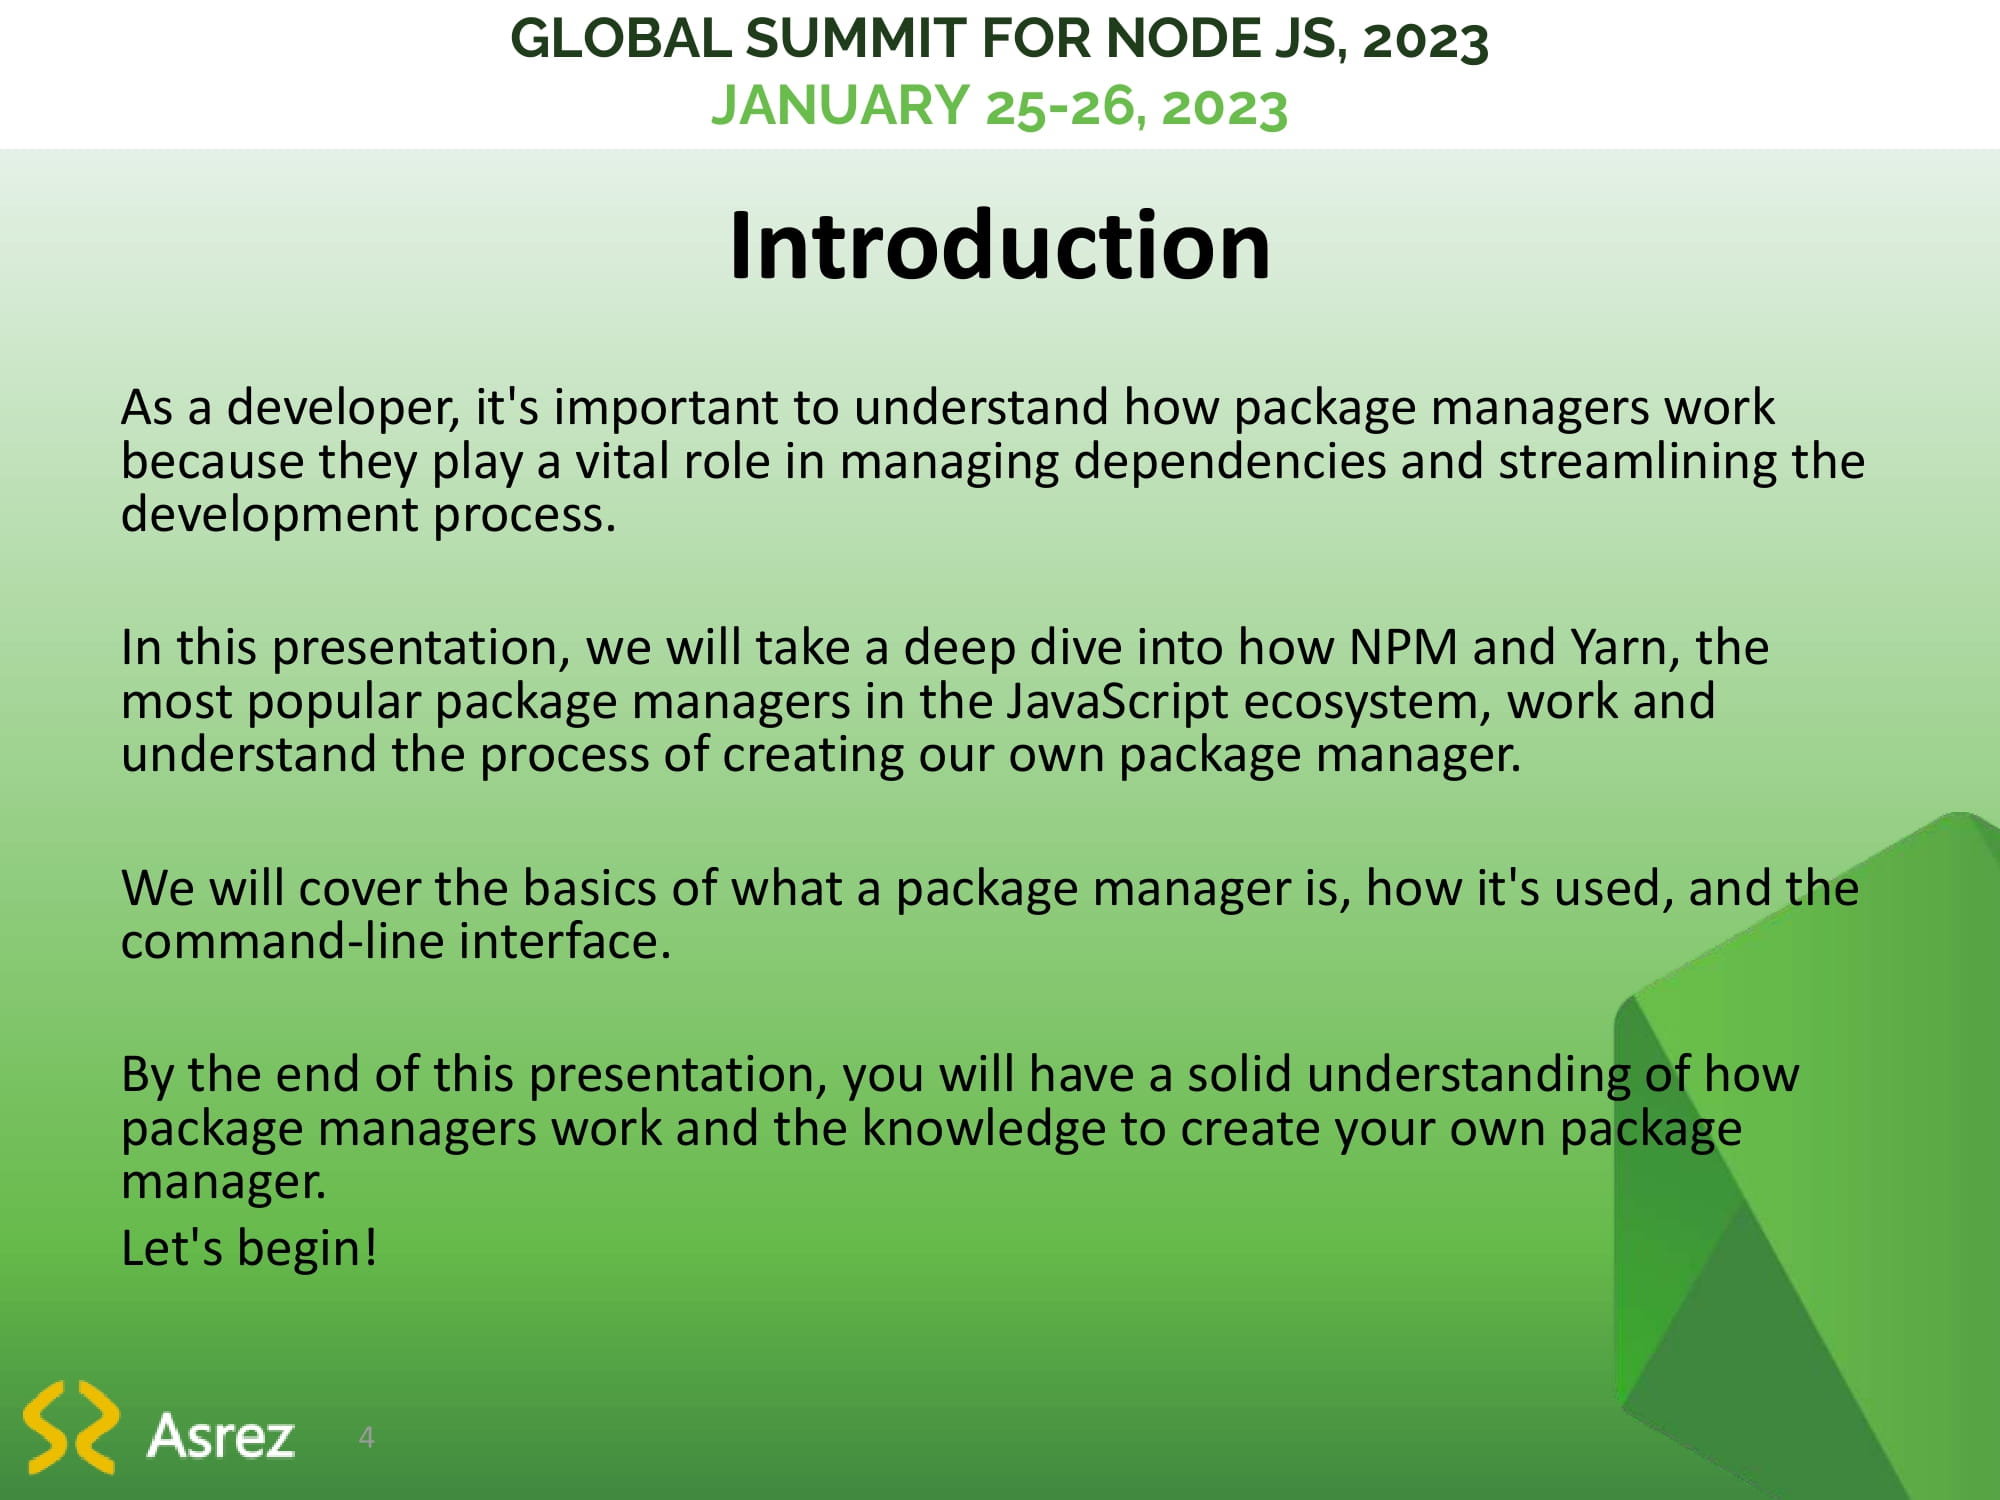 GLOBAL SUMMIT FOR NODE JS, 2023
JANUARY 25-26, 2023
Introduction
As a developer, it's important to understand how package managers work
because they play a vital role in managing dependencies and streamlining the
development process.
In this presentation, we will take a deep dive into how NPM and Yarn, the
most popular package managers in the JavaScript ecosystem, work and
understand the process of creating our own package manager.
We will cover the basics of what a package manager is, how it's used, and the
command-line interface.
By the end of this presentation, you will have a solid understanding of how
package managers work and the knowledge to create your own package
manager.
Let's begin!
Asrez
4